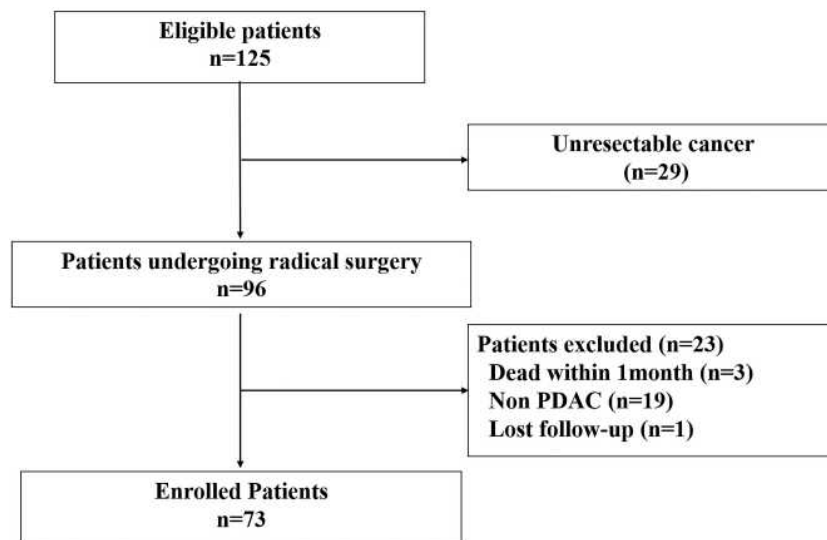 Eligible patients
n=125
Unresectable cancer
(n=29)
Patients undergoing radical surgery
n=96
Patients excluded (n=23)
Dead within 1month (n=3)
Non PDAC (n=19)
Lost follow-up (n=1)
Enrolled Patients
n=73